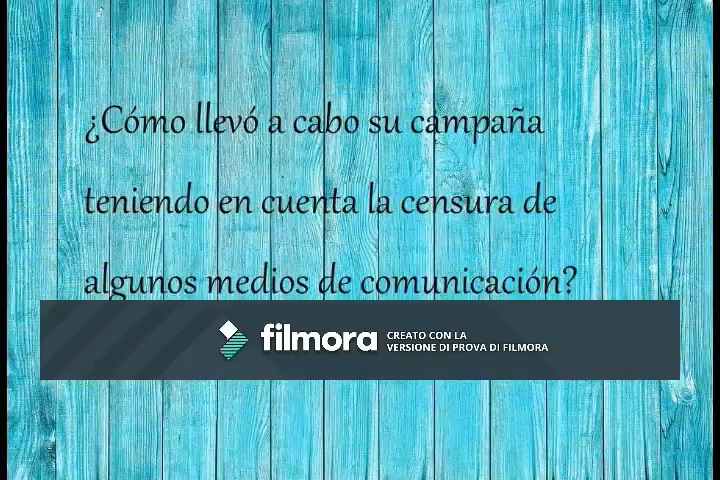 ¿Cómo llevó a cabo su campaña
teniendo en cuenta la censura de
algunos medios de comunicación?
filmora
CREATO CON LA
VERSIONE DI PROVA DI FILMORA